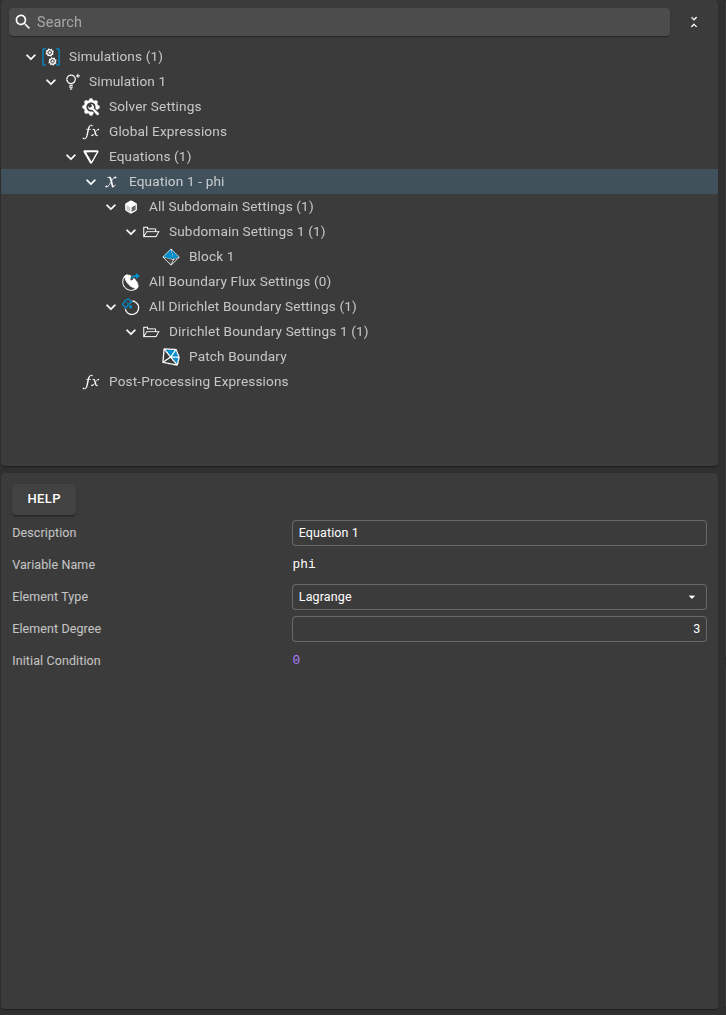 Search
Simulations (1)
Simulation 1
Solver Settings
fx Global Expressions
Equations (1)
x Equation 1 - phi
All Subdomain Settings (1)
Subdomain Settings 1 (1)
Block 1
All Boundary Flux Settings (0)
All Dirichlet Boundary Settings (1)
Dirichlet Boundary Settings 1 (1)
Patch Boundary
fx Post-Processing Expressions
HELP
Description Equation 1
Variable Name phi
Element Type Lagrange
Element Degree 3
Initial Condition 0